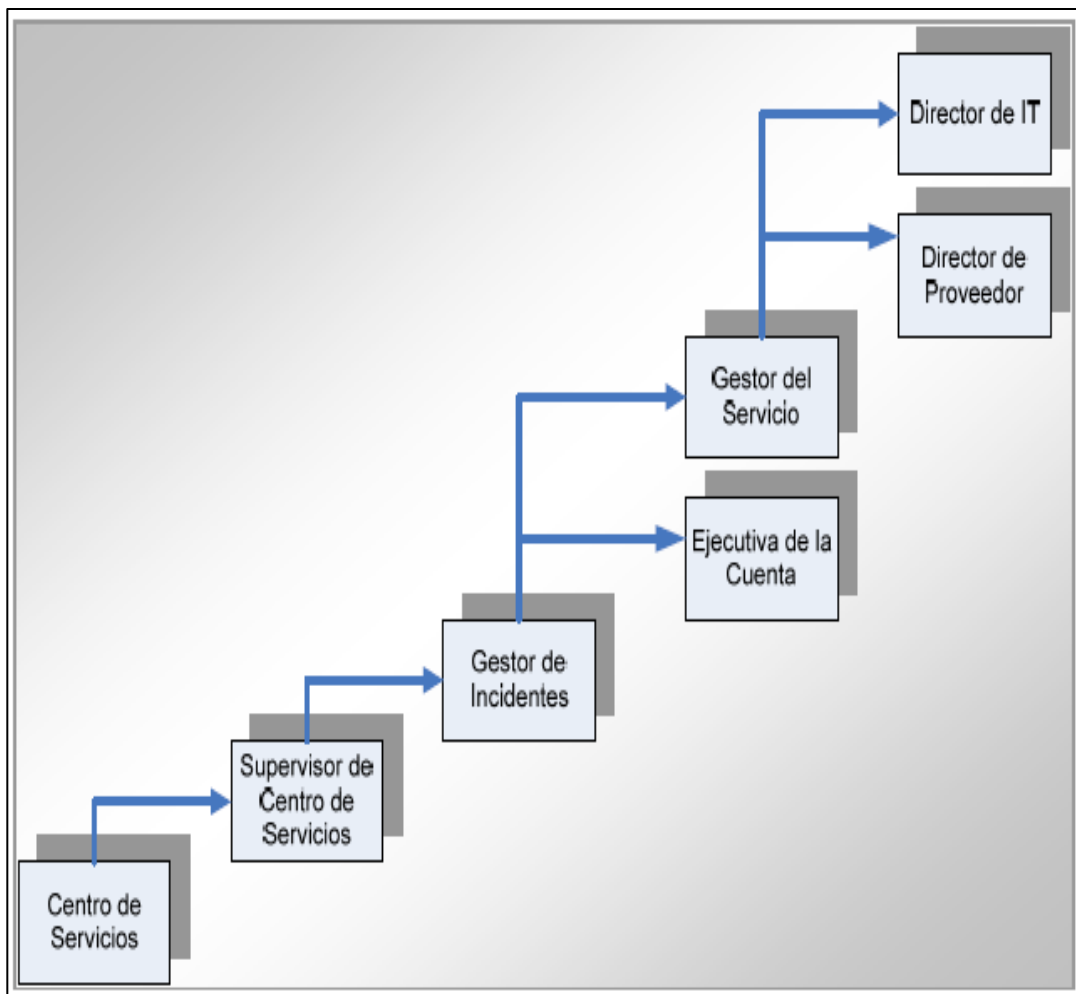 Director de IT
Director de
Proveedor
Gestor del
Servicio
Ejecutiva de la
Cuenta
Gestor de
Incidentes
Supervisor de
Centro de
Servicios
Centro de
Servicios